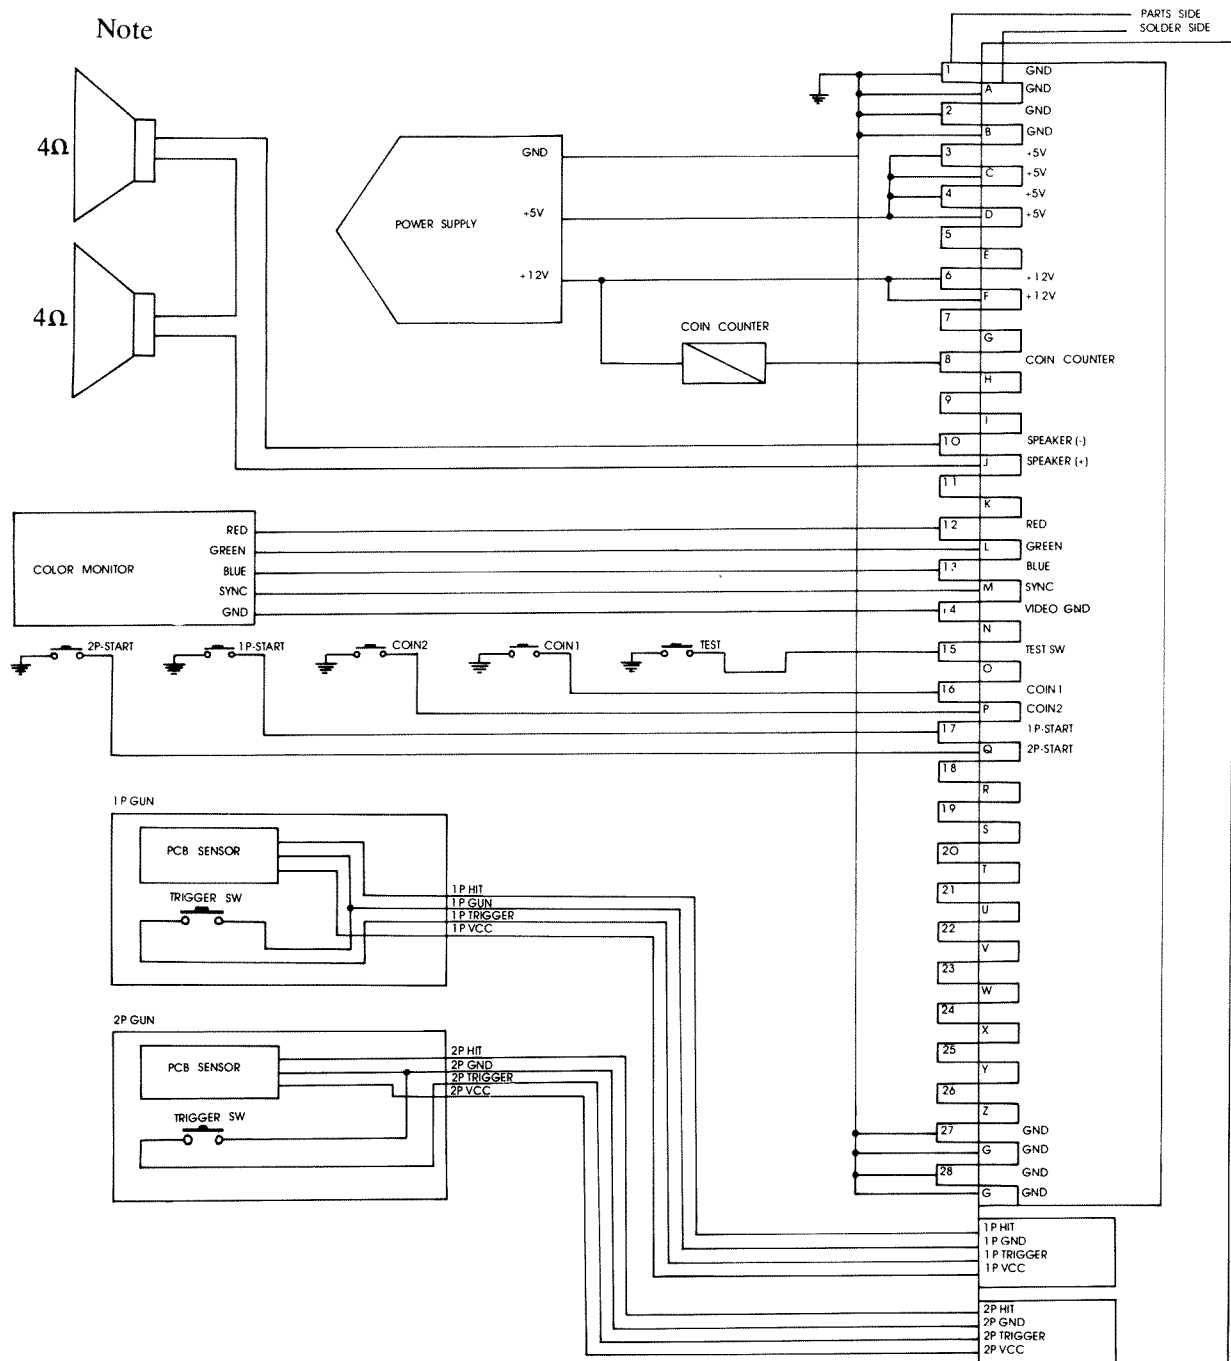 Note
PARTS SIDE
SOLDER SIDE
4Ω
4Ω
POWER SUPPLY
GND
+5V
+12V
COIN COUNTER
1 GND
A GND
2 GND
B GND
3 +5V
C +5V
4 +5V
D +5V
5
E
6 +12V
F +12V
7
G
8 COIN COUNTER
H
9
I
10 SPEAKER (-)
J SPEAKER (+)
11
K
12 RED
L GREEN
13 BLUE
M SYNC
14 VIDEO GND
N
15 TEST SW
O
16 COIN1
P COIN2
17 1P-START
Q 2P-START
18
R
19
S
20
T
21
U
22
V
23
W
24
X
25
Y
26
Z
27 GND
G GND
28 GND
G GND
COLOR MONITOR
RED
GREEN
BLUE
SYNC
GND
2P-START 1P-START COIN2 COIN1 TEST
1P GUN
PCB SENSOR
TRIGGER SW
1P HIT
1P GUN
1P TRIGGER
1P VCC
2P GUN
PCB SENSOR
TRIGGER SW
2P HIT
2P GND
2P TRIGGER
2P VCC
1P HIT
1P GND
1P TRIGGER
1P VCC
2P HIT
2P GND
2P TRIGGER
2P VCC